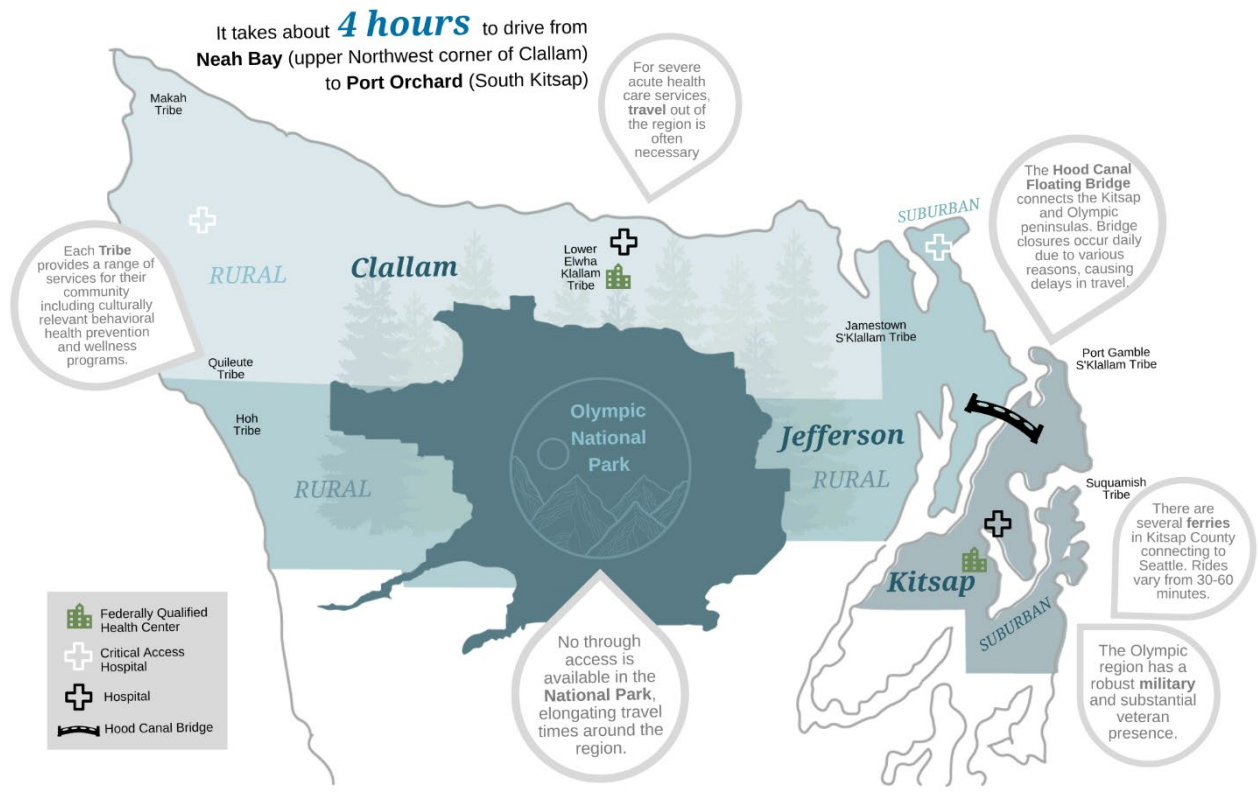 It takes about 4 hours to drive from
Neah Bay (upper Northwest corner of Clallam)
to Port Orchard (South Kitsap)
For severe
acute health
care services,
travel out of
the region is
often
necessary
Makah
Tribe
The Hood Canal
Floating Bridge
connects the Kitsap
and Olympic
peninsulas. Bridge
closures occur daily
due to various
reasons, causing
delays in travel.
SUBURBAN
Each Tribe
provides a range of
services for their
community
including culturally
relevant behavioral
health prevention
and wellness
programs.
RURAL
Clallam
Lower
Elwha
Klallam
Tribe
Jamestown
S'Klallam Tribe
Port Gamble
S'Klallam Tribe
Quileute
Tribe
Hoh
Tribe
Olympic
National
Park
Jefferson
RURAL
RURAL
Suquamish
Tribe
There are
several ferries
in Kitsap County
connecting to
Seattle. Rides
vary from 30-60
minutes.
Kitsap
SUBURBAN
Federally Qualified
Health Center
Critical Access
Hospital
Hospital
Hood Canal Bridge
No through
access is
available in the
National Park,
elongating travel
times around the
region.
The Olympic
region has a
robust military
and substantial
veteran
presence.